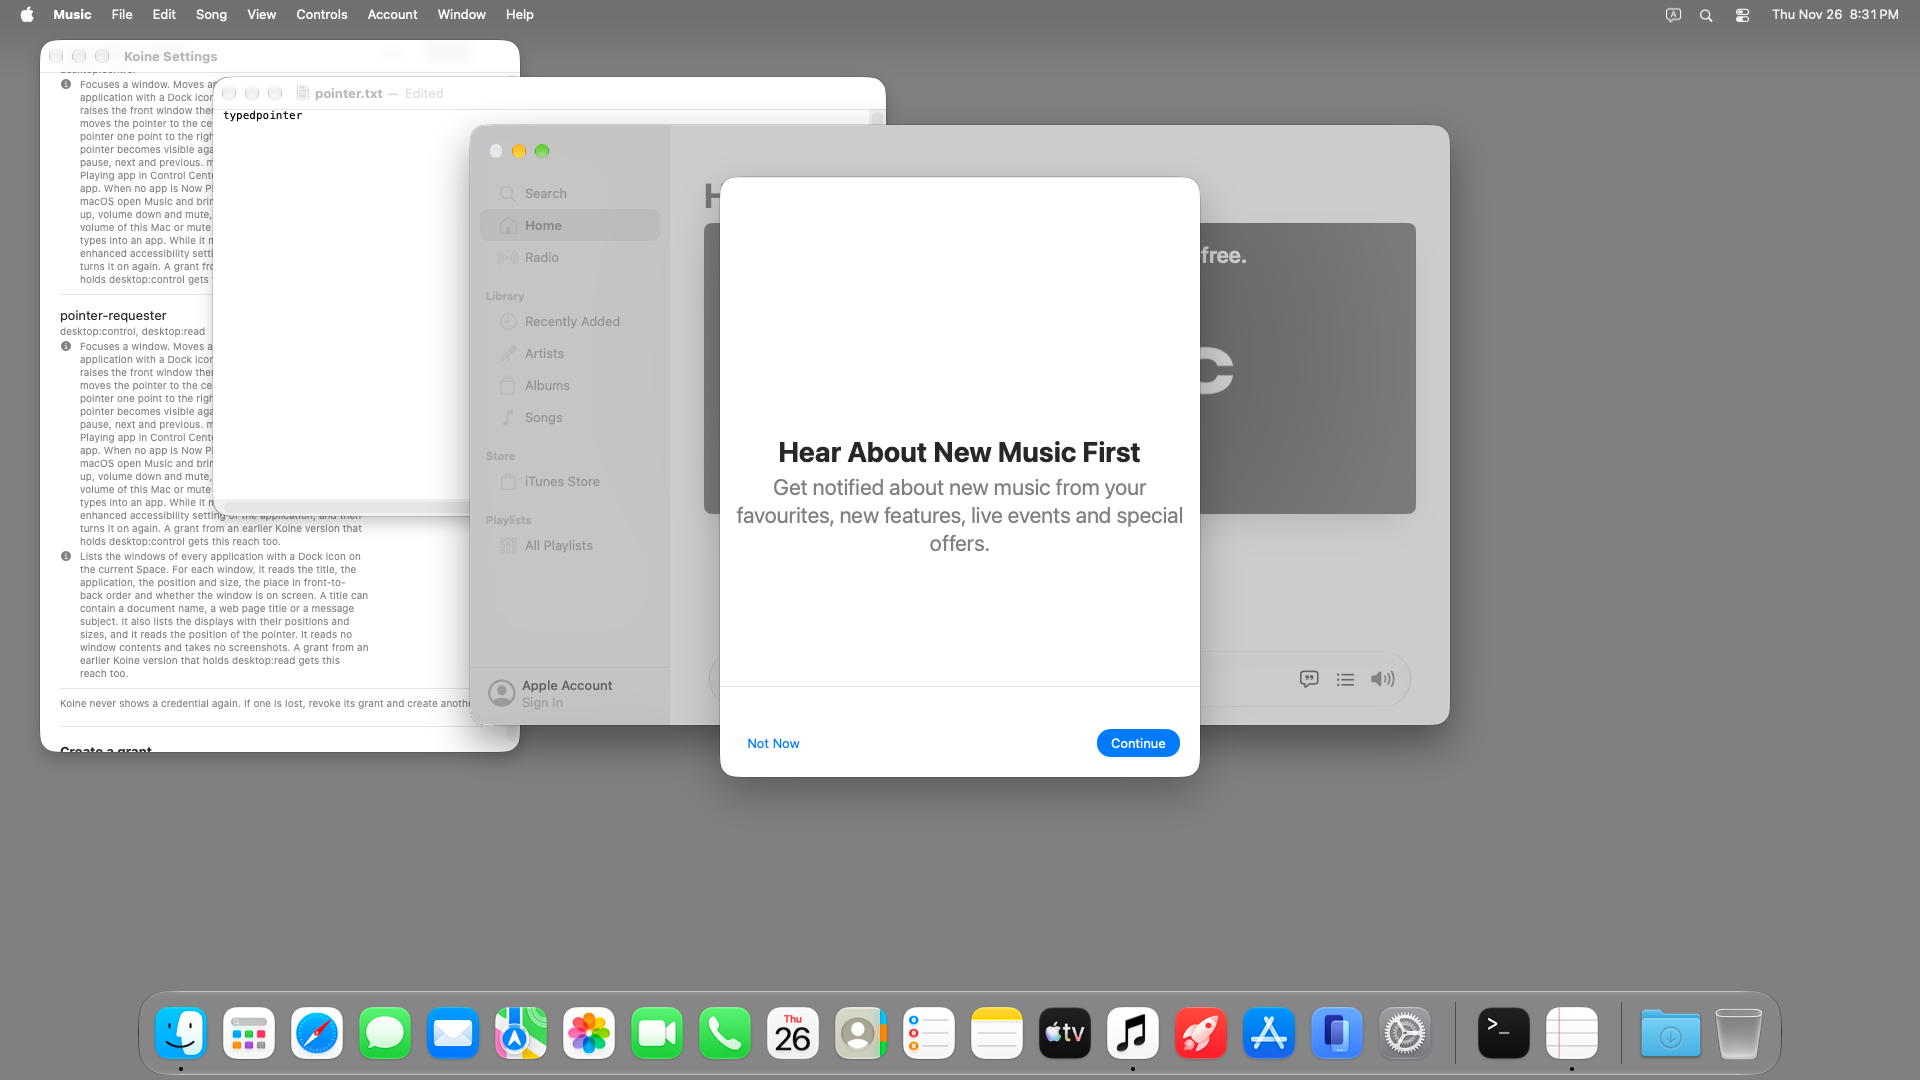 Music File Edit Song View Controls Account Window Help
Thu Nov 26 8:31 PM
Koine Settings
Focuses a window. Moves
application with a Dock icon
raises the front window
moves the pointer to the
pointer one point to the
pointer becomes visible
pause, next and previous.
Playing app in Control
app. When no app is Now
macOS open Music and
up, volume down and mute,
volume of this Mac or mute
types into an app. While it
enhanced accessibility
turns it on again. A grant
holds desktop:control gets
pointer-requester
desktop:control, desktop:read
Focuses a window. Moves
application with a Dock icon
raises the front window
moves the pointer to the
pointer one point to the
pointer becomes visible
pause, next and previous.
Playing app in Control
app. When no app is Now
macOS open Music and
up, volume down and mute,
volume of this Mac or mute
types into an app. While it
enhanced accessibility setting of the application, and then
turns it on again. A grant from an earlier Koine version that
holds desktop:control gets this reach too.
Lists the windows of every application with a Dock icon on
the current Space. For each window, it reads the title, the
application, the position and size, the place in front-to-
back order and whether the window is on screen. A title can
contain a document name, a web page title or a message
subject. It also lists the displays with their positions and
sizes, and it reads the position of the pointer. It reads no
window contents and takes no screenshots. A grant from an
earlier Koine version that holds desktop:read gets this
reach too.
Koine never shows a credential again. If one is lost, revoke its grant and create
Create a grant
pointer.txt — Edited
typedpointer
Search
Home
Radio
Library
Recently Added
Artists
Albums
Songs
Store
iTunes Store
Playlists
All Playlists
Apple Account
Sign In
free.
Hear About New Music First
Get notified about new music from your
favourites, new features, live events and special
offers.
Not Now
Continue
Thu
26
tv